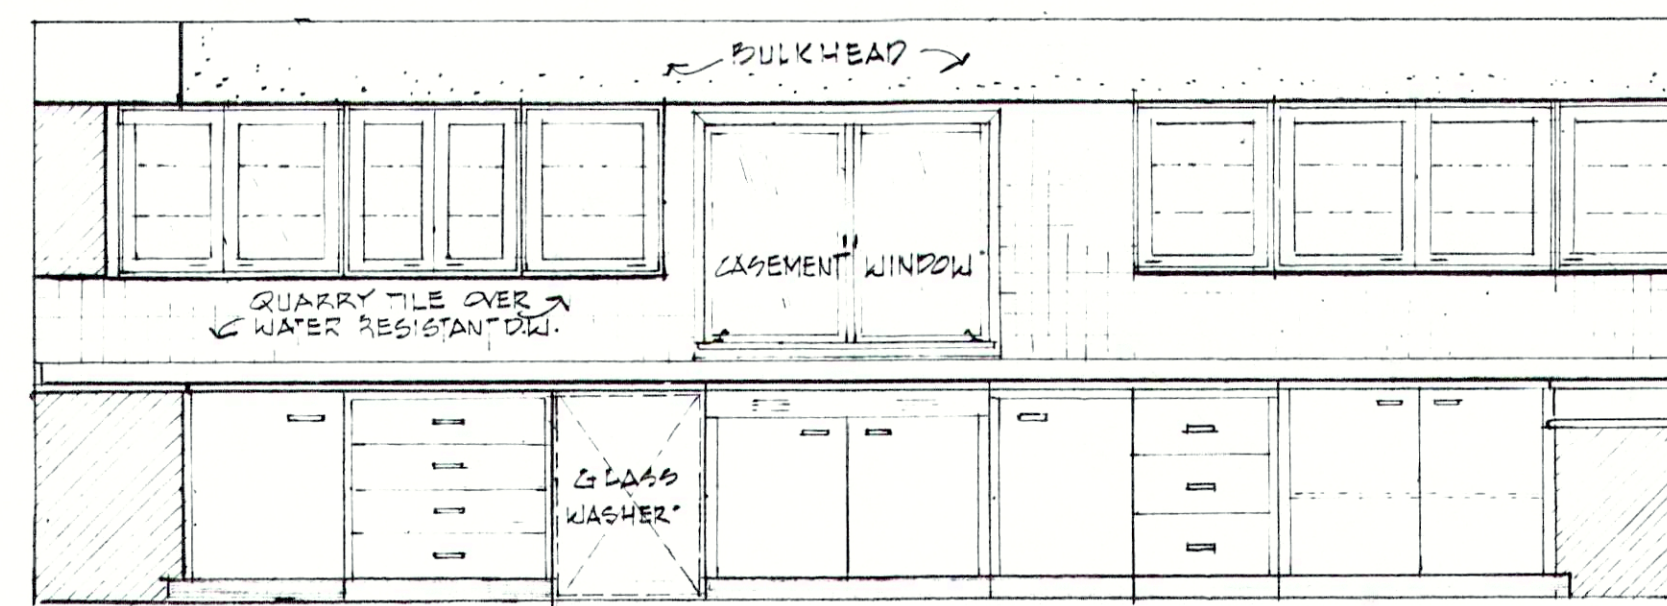 BULKHEAD
CASEMENT WINDOW
QUARRY TILE OVER
WATER RESISTANT D.W.
GLASS
WASHER